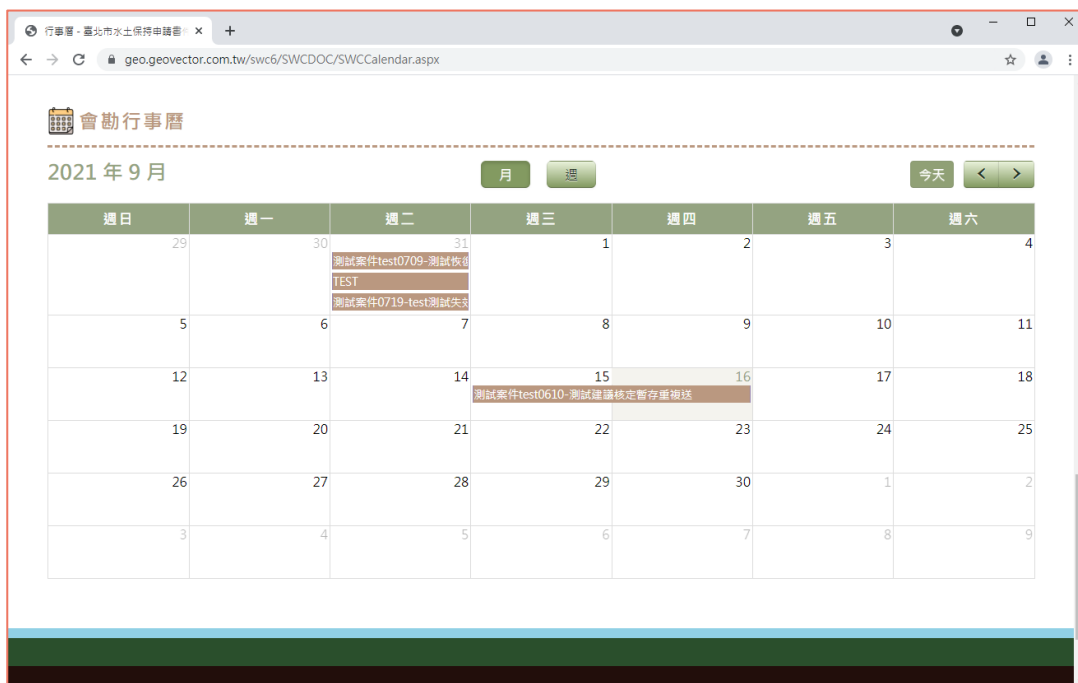 行事曆 - 臺北市水土保持申請書
geo.geovector.com.tw/swc6/SWCDOC/SWCCalendar.aspx
會勘行事曆
2021 年 9 月
月 週 今天
週日 週一 週二 週三 週四 週五 週六
29 30 31 1 2 3 4
測試案件test0709-測試恢
TEST
測試案件0719-test測試失
5 6 7 8 9 10 11
12 13 14 15 16 17 18
測試案件test0610-測試建議核定暫存重複送
19 20 21 22 23 24 25
26 27 28 29 30 1 2
3 4 5 6 7 8 9